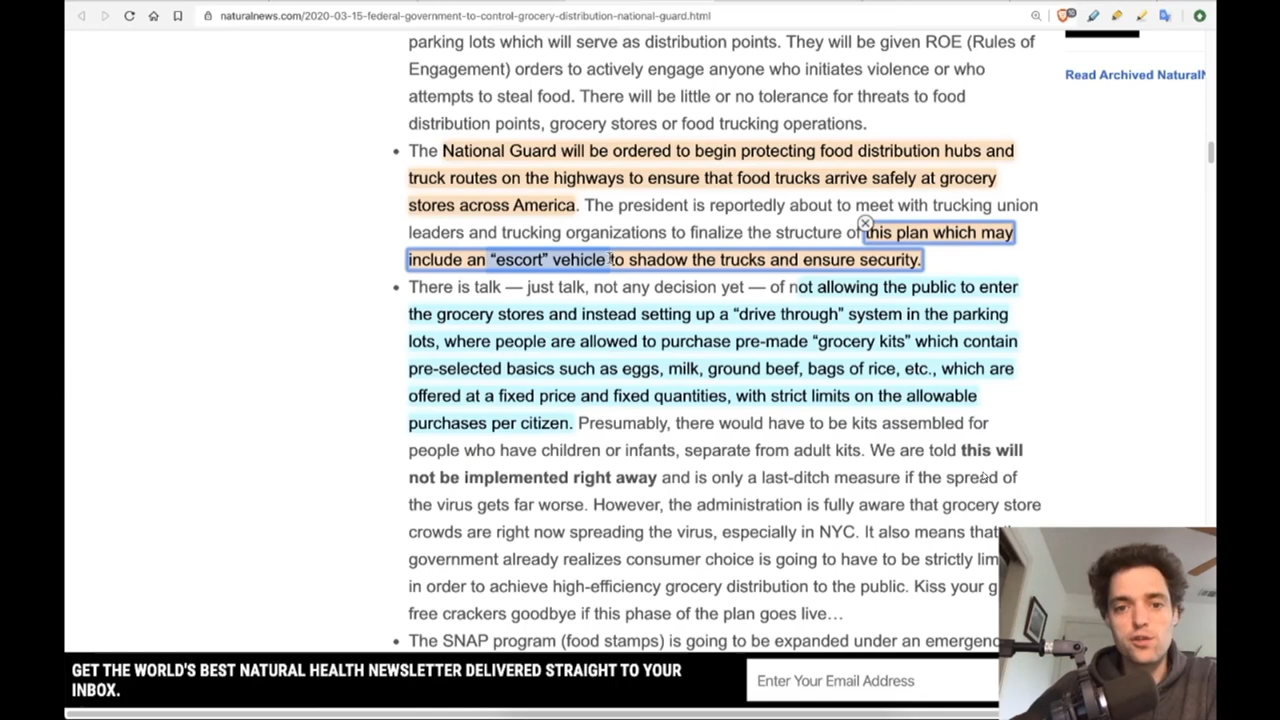 naturalnews.com/2020-03-15-federal-government-to-control-grocery-distribution-national-guard.html
parking lots which will serve as distribution points. They will be given ROE (Rules of
Engagement) orders to actively engage anyone who initiates violence or who
attempts to steal food. There will be little or no tolerance for threats to food
distribution points, grocery stores or food trucking operations.
Read Archived NaturalN
• The National Guard will be ordered to begin protecting food distribution hubs and
truck routes on the highways to ensure that food trucks arrive safely at grocery
stores across America. The president is reportedly about to meet with trucking union
leaders and trucking organizations to finalize the structure of this plan which may
include an “escort” vehicle to shadow the trucks and ensure security.
• There is talk — just talk, not any decision yet — of not allowing the public to enter
the grocery stores and instead setting up a “drive through” system in the parking
lots, where people are allowed to purchase pre-made “grocery kits” which contain
pre-selected basics such as eggs, milk, ground beef, bags of rice, etc., which are
offered at a fixed price and fixed quantities, with strict limits on the allowable
purchases per citizen. Presumably, there would have to be kits assembled for
people who have children or infants, separate from adult kits. We are told this will
not be implemented right away and is only a last-ditch measure if the spread of
the virus gets far worse. However, the administration is fully aware that grocery store
crowds are right now spreading the virus, especially in NYC. It also means that
government already realizes consumer choice is going to have to be strictly lim
in order to achieve high-efficiency grocery distribution to the public. Kiss your g
free crackers goodbye if this phase of the plan goes live…
• The SNAP program (food stamps) is going to be expanded under an emergenc
GET THE WORLD'S BEST NATURAL HEALTH NEWSLETTER DELIVERED STRAIGHT TO YOUR
INBOX.
Enter Your Email Address